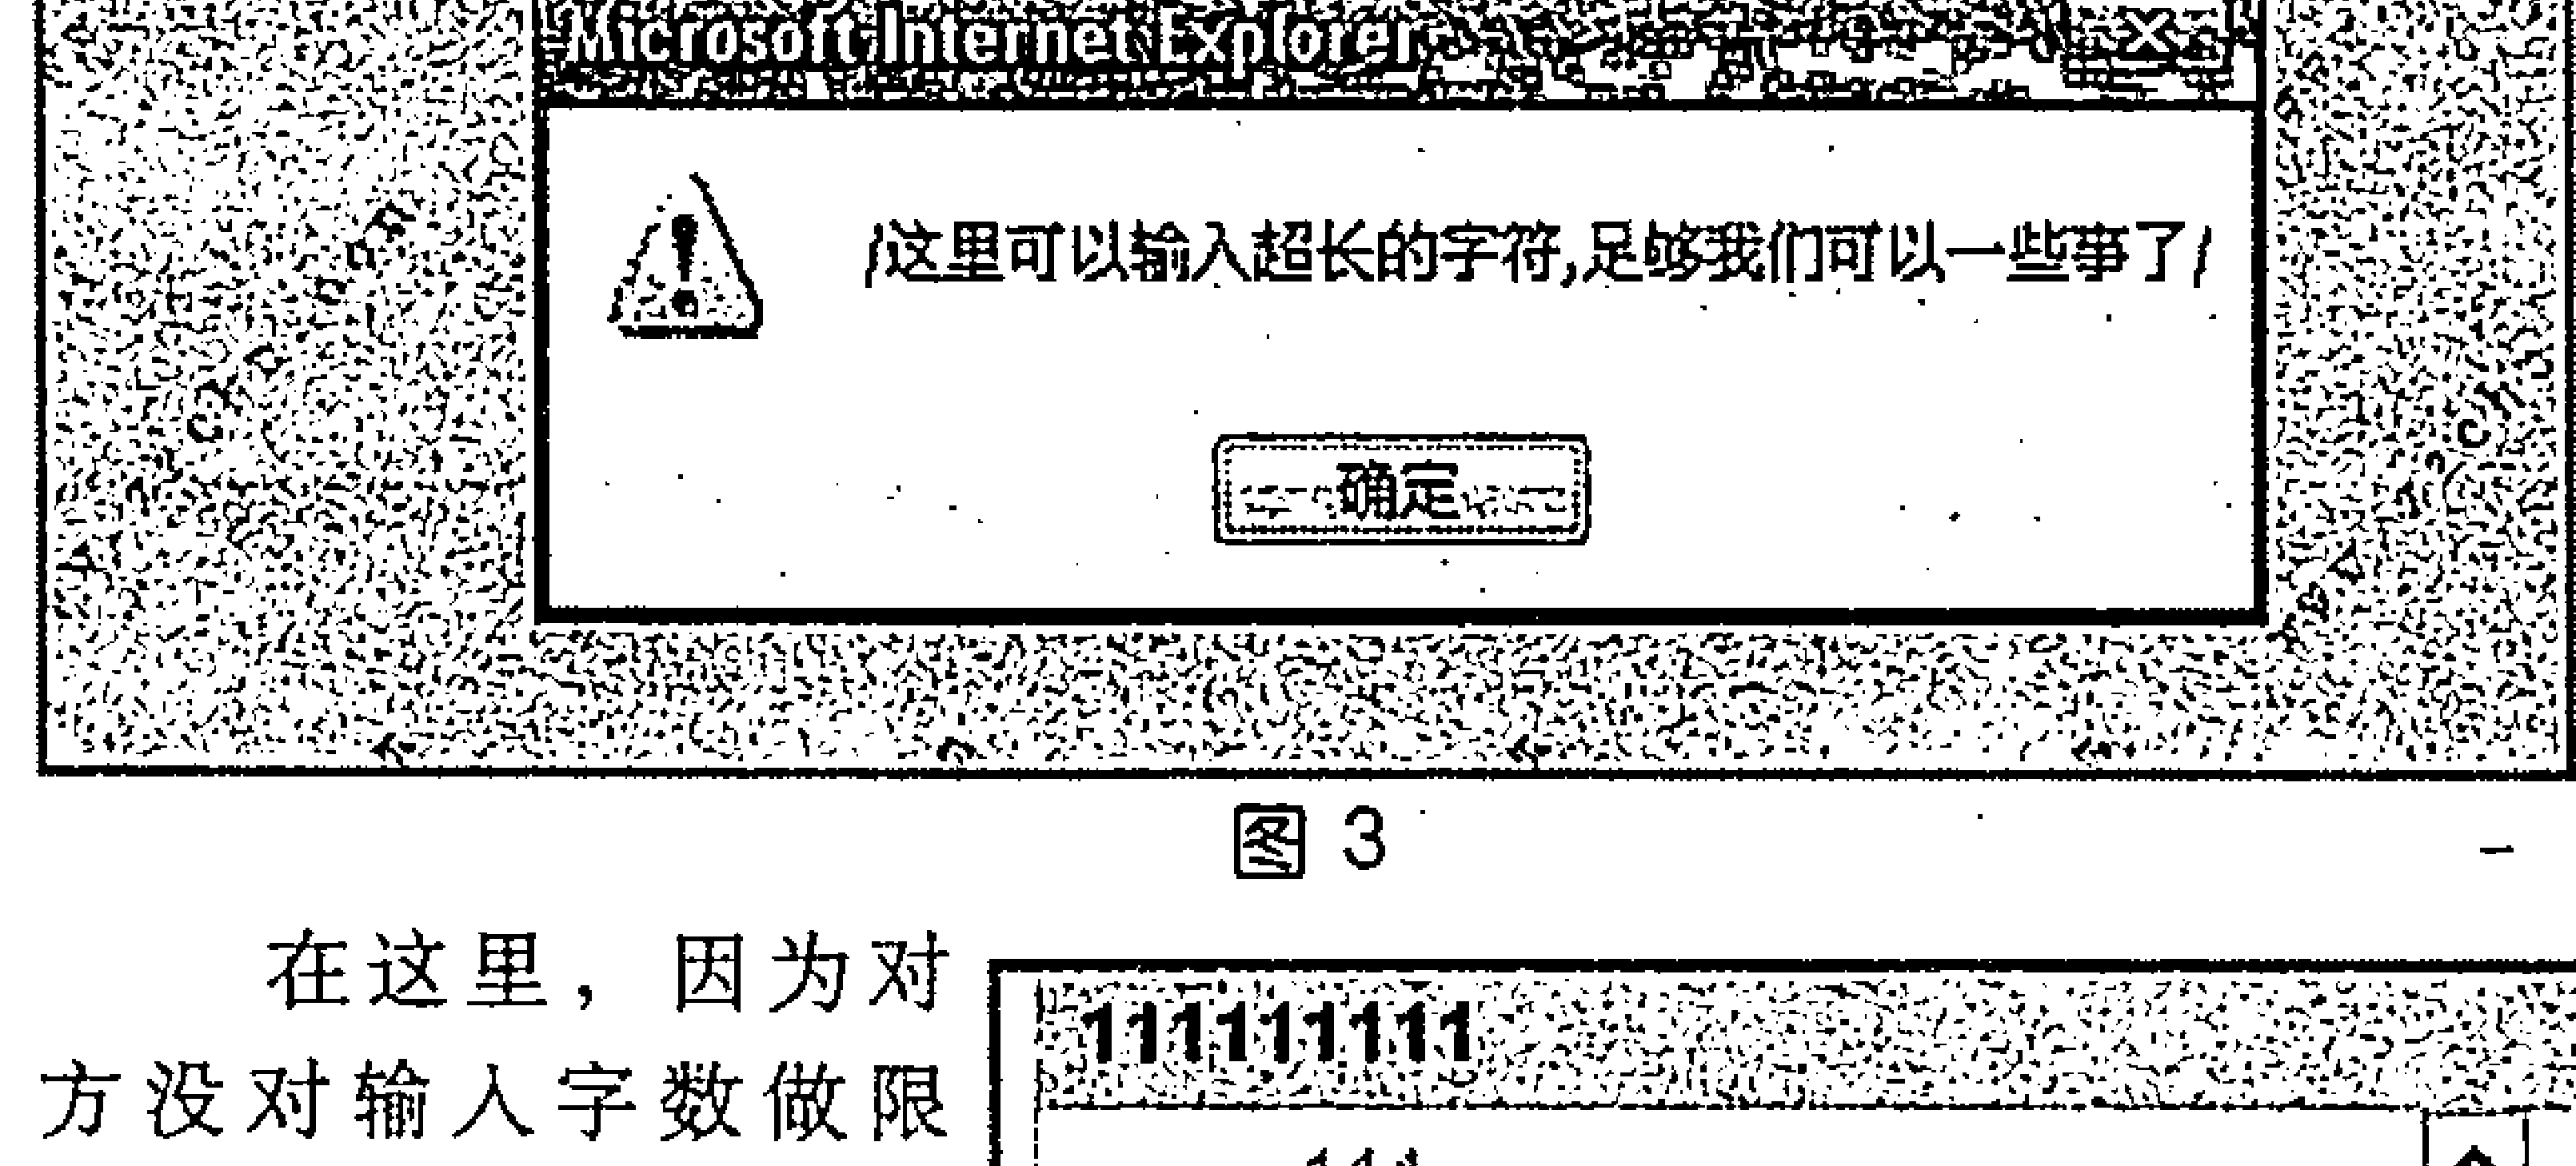 Microsoft Internet Explorer
/这里可以输入超长的字符,足够我们可以一些事了/
确定
图 3
在这里，因为对
方没对输入字数做限
111111111
111